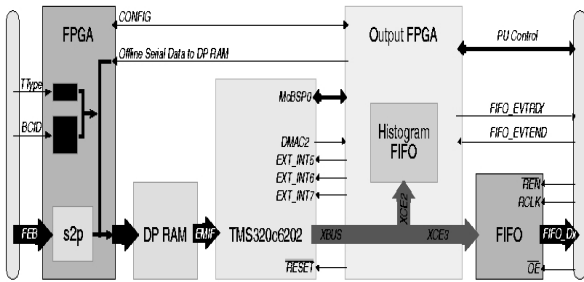 CONFIG
FPGA
Output FPGA
Offline Serial Data to DP RAM
PU Control
TType
BCID
McBSP0
FIFO_EVTRDY
DMAC2
FIFO_EVTEND
Histogram
FIFO
EXT_INT5
EXT_INT6
EXT_INT7
XCE2
REN
RCLK
FEB
s2p
DP RAM
EMIF
TMS320c6202
XBUS
XCE3
FIFO
FIFO_DX
RESET
OE